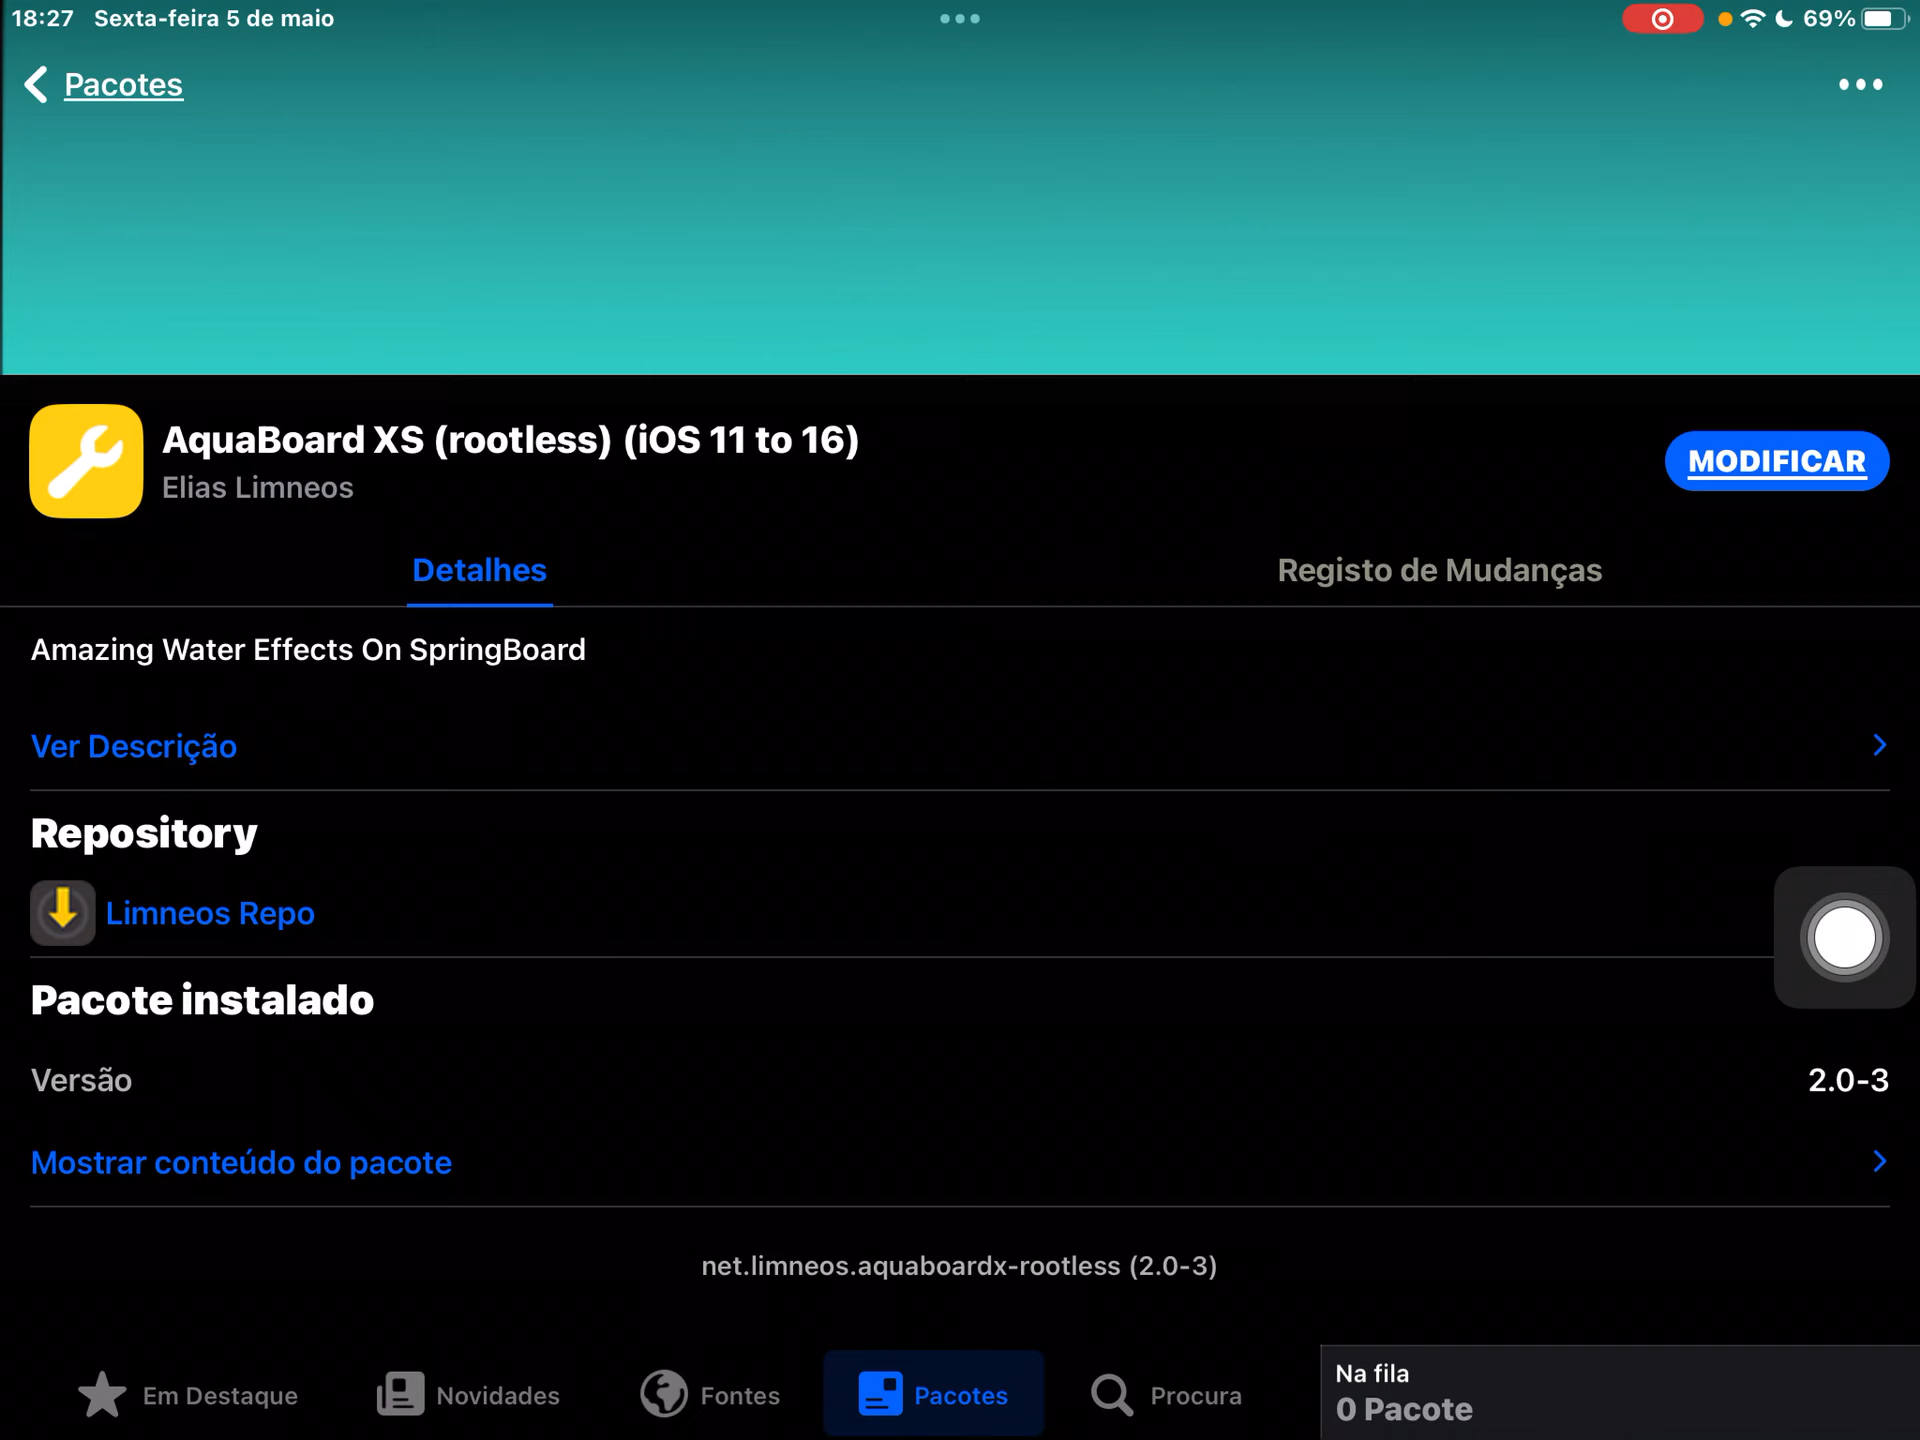 18:27 Sexta-feira 5 de maio
69%
Pacotes
AquaBoard XS (rootless) (iOS 11 to 16)
Elias Limneos
MODIFICAR
Detalhes
Registo de Mudanças
Amazing Water Effects On SpringBoard
Ver Descrição
Repository
Limneos Repo
Pacote instalado
Versão
2.0-3
Mostrar conteúdo do pacote
net.limneos.aquaboardx-rootless (2.0-3)
Em Destaque
Novidades
Fontes
Pacotes
Procura
Na fila
0 Pacote